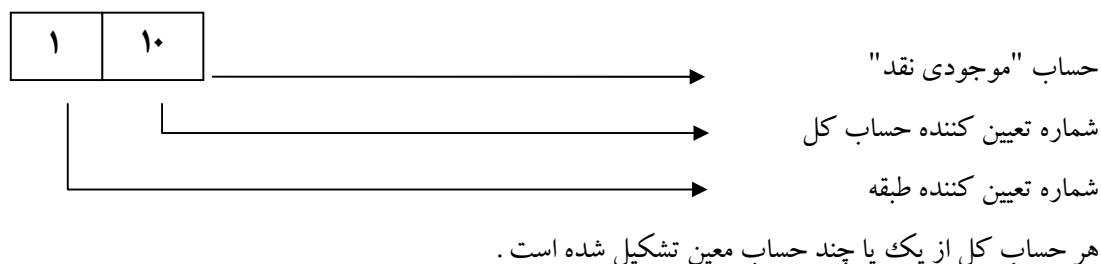 ۱ ۱۰
حساب "موجودی نقد"
شماره تعیین کننده حساب کل
شماره تعیین کننده طبقه
هر حساب کل از یک یا چند حساب معین تشکیل شده است .